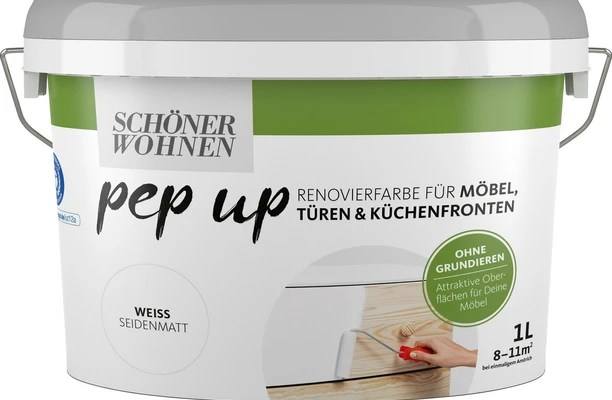 SCHÖNER
WOHNEN
pep up
RENOVIERFARBE FÜR MÖBEL,
TÜREN & KÜCHENFRONTEN
OHNE
GRUNDIEREN
Attraktive Ober-
flächen für Deine
Möbel
WEISS
SEIDENMATT
1L
8–11m²
bei einmaligem Anstrich